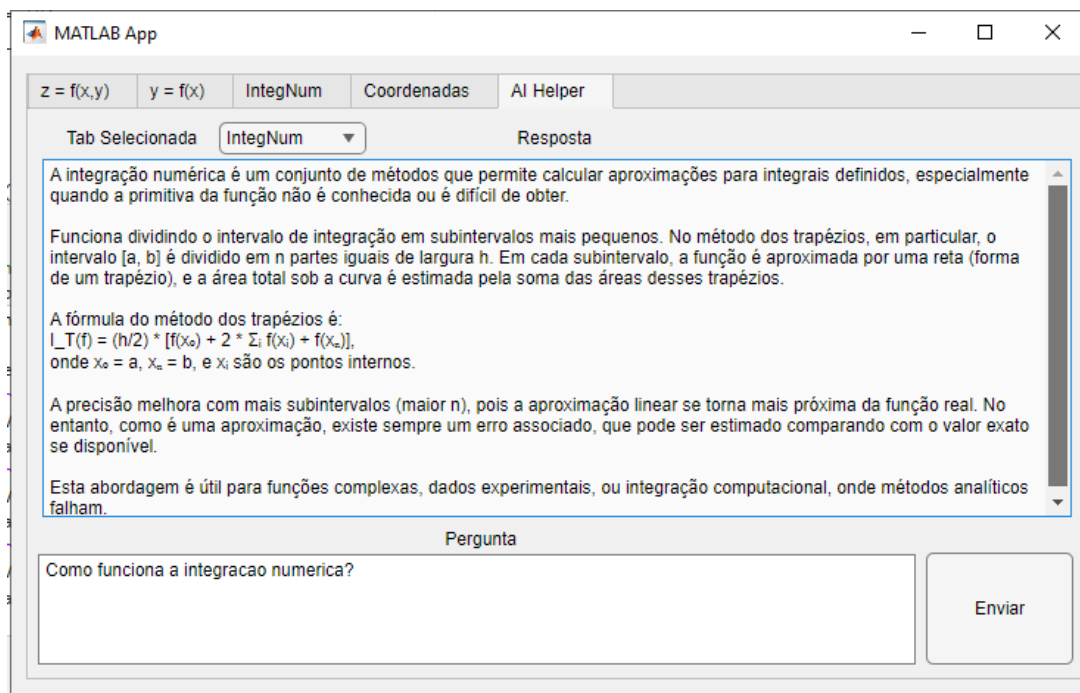 MATLAB App
z = f(x,y) y = f(x) IntegNum Coordenadas AI Helper
Tab Selecionada IntegNum Resposta
A integração numérica é um conjunto de métodos que permite calcular aproximações para integrais definidos, especialmente
quando a primitiva da função não é conhecida ou é difícil de obter.
Funciona dividindo o intervalo de integração em subintervalos mais pequenos. No método dos trapézios, em particular, o
intervalo [a, b] é dividido em n partes iguais de largura h. Em cada subintervalo, a função é aproximada por uma reta (forma
de um trapézio), e a área total sob a curva é estimada pela soma das áreas desses trapézios.
A fórmula do método dos trapézios é:
I_T(f) = (h/2) * [f(x₀) + 2 * Σᵢ f(xᵢ) + f(xₙ)],
onde x₀ = a, xₙ = b, e xᵢ são os pontos internos.
A precisão melhora com mais subintervalos (maior n), pois a aproximação linear se torna mais próxima da função real. No
entanto, como é uma aproximação, existe sempre um erro associado, que pode ser estimado comparando com o valor exato
se disponível.
Esta abordagem é útil para funções complexas, dados experimentais, ou integração computacional, onde métodos analíticos
falham.
Pergunta
Como funciona a integracao numerica?
Enviar